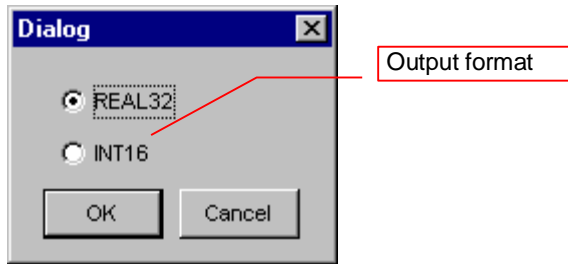 Dialog
Output format
REAL32
INT16
OK Cancel